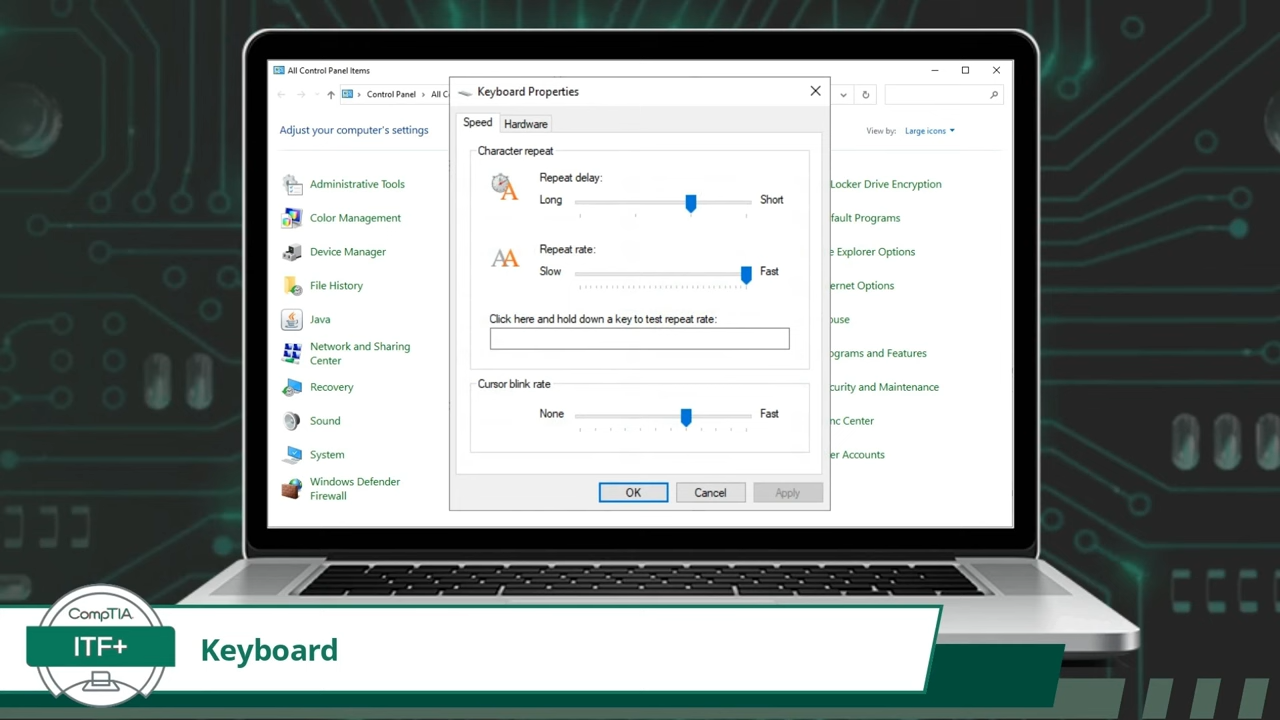 All Control Panel Items
Control Panel
All C
Adjust your computer's settings
View by:
Large icons
Administrative Tools
Color Management
Device Manager
File History
Java
Network and Sharing
Center
Recovery
Sound
System
Windows Defender
Firewall
Keyboard Properties
Speed
Hardware
Character repeat
Repeat delay:
Long
Short
Repeat rate:
Slow
Fast
Click here and hold down a key to test repeat rate:
Cursor blink rate
None
Fast
OK
Cancel
Apply
Locker Drive Encryption
fault Programs
e Explorer Options
ernet Options
ouse
ograms and Features
curity and Maintenance
nc Center
er Accounts
CompTIA.
ITF+
Keyboard